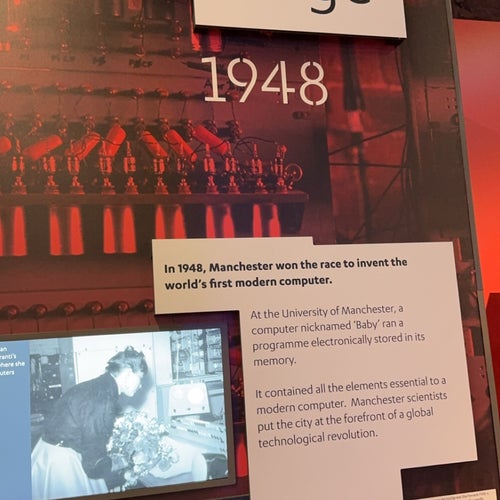 1948
In 1948, Manchester won the race to invent the
world's first modern computer.
At the University of Manchester, a
computer nicknamed 'Baby' ran a
programme electronically stored in its
memory.
It contained all the elements essential to a
modern computer. Manchester scientists
put the city at the forefront of a global
technological revolution.